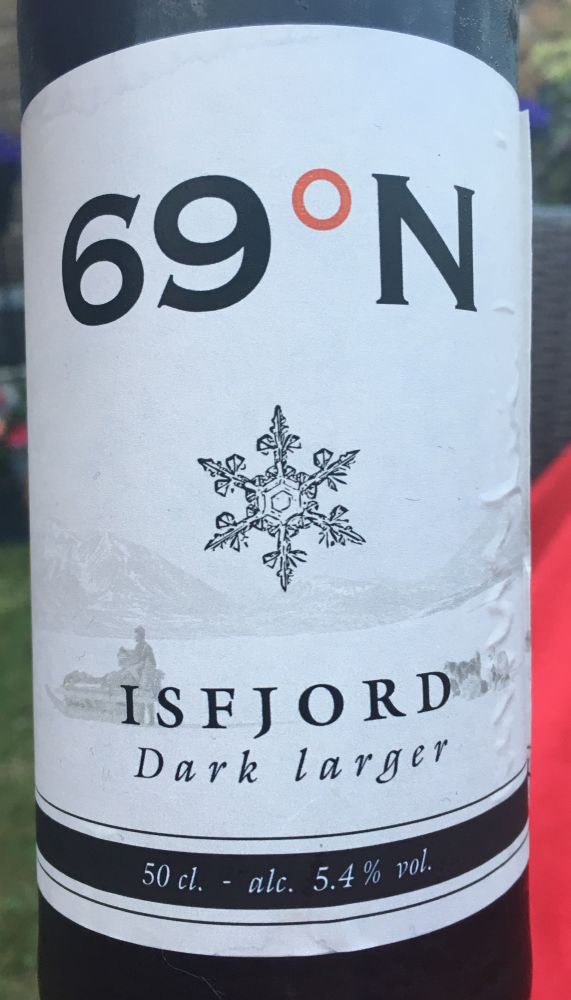 69°N
ISFJORD
Dark larger
50 cl. - alc. 5.4 % vol.